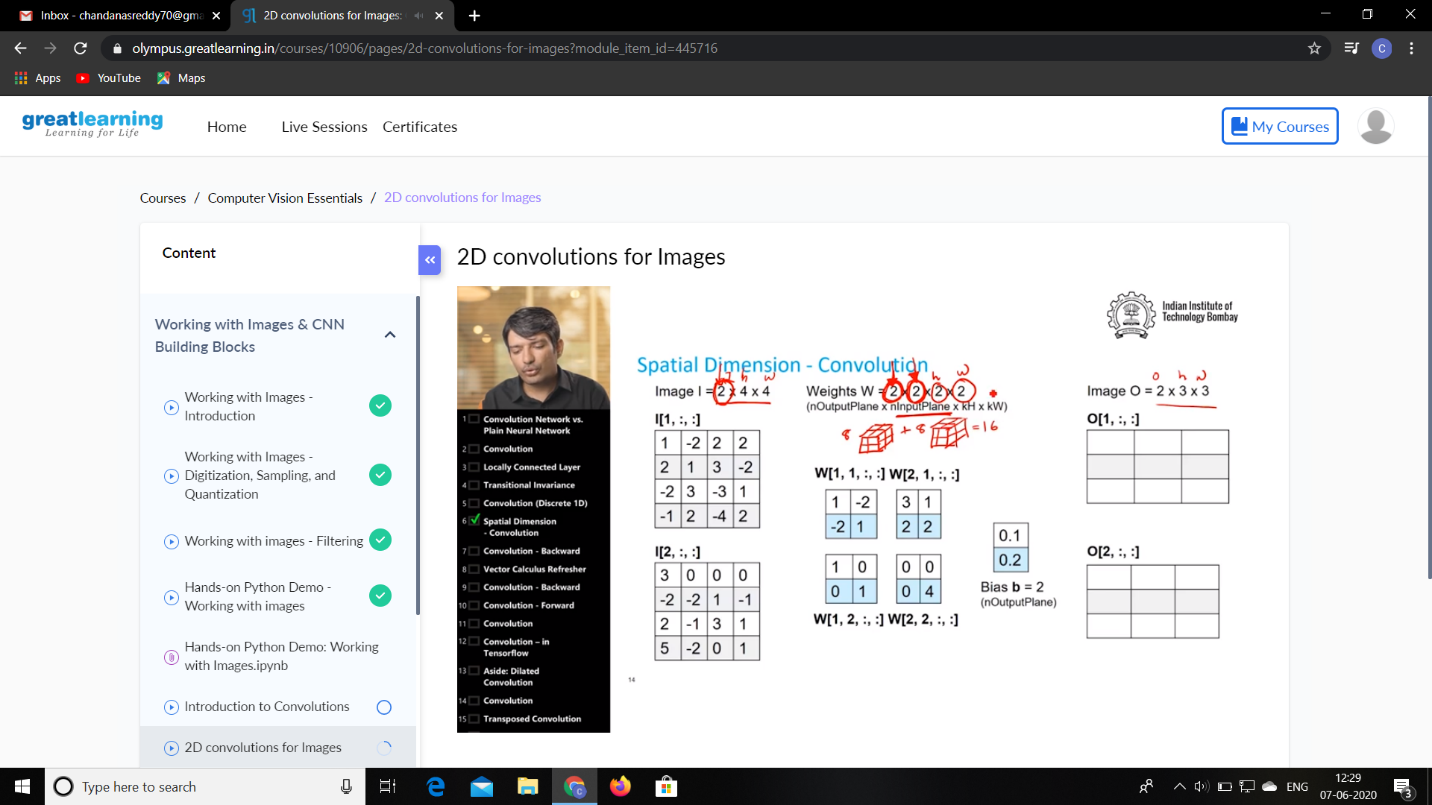 Inbox - chandanasreddy70@gma
2D convolutions for Images:
olympus.greatlearning.in/courses/10906/pages/2d-convolutions-for-images?module_item_id=445716
C
Apps YouTube Maps
greatlearning
Learning for Life
Home Live Sessions Certificates
My Courses
Courses / Computer Vision Essentials / 2D convolutions for Images
Content
Working with Images & CNN
Building Blocks
Working with Images -
Introduction
Working with Images -
Digitization, Sampling, and
Quantization
Working with images - Filtering
Hands-on Python Demo -
Working with images
Hands-on Python Demo: Working
with Images.ipynb
Introduction to Convolutions
2D convolutions for Images
2D convolutions for Images
1 Convolution Network vs.
Plain Neural Network
2 Convolution
3 Locally Connected Layer
4 Transitional Invariance
5 Convolution (Discrete 1D)
6 Spatial Dimension
- Convolution
7 Convolution - Backward
8 Vector Calculus Refresher
9 Convolution - Backward
10 Convolution - Forward
11 Convolution
12 Convolution – in
Tensorflow
13 Aside: Dilated
Convolution
14 Convolution
15 Transposed Convolution
Indian Institute of
Technology Bombay
Spatial Dimension - Convolution
h w
Image I = 2 x 4 x 4
I[1, :, :]
1 -2 2 2
2 1 3 -2
-2 3 -3 1
-1 2 -4 2
I[2, :, :]
3 0 0 0
-2 -2 1 -1
2 -1 3 1
5 -2 0 1
14
h w
Weights W = 2 x 2 x 2 x 2
(nOutputPlane x nInputPlane x kH x kW)
8 + 8 = 16
W[1, 1, :, :] W[2, 1, :, :]
1 -2 3 1
-2 1 2 2
1 0 0 0
0 1 0 4
W[1, 2, :, :] W[2, 2, :, :]
0.1
0.2
Bias b = 2
(nOutputPlane)
o h w
Image O = 2 x 3 x 3
O[1, :, :]
O[2, :, :]
Type here to search
ENG
12:29
07-06-2020
3